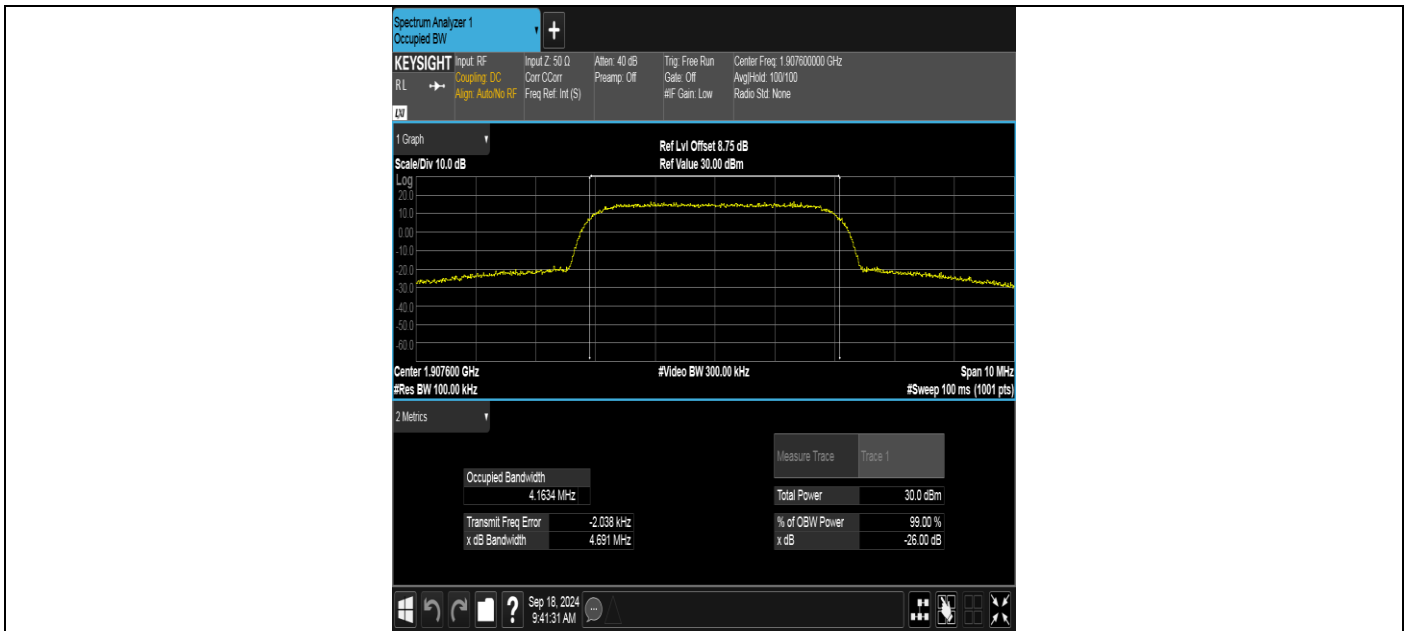 Spectrum Analyzer 1
Occupied BW
+
KEYSIGHT Input: RF Input Z: 50 Ω Atten: 40 dB Trig: Free Run Center Freq: 1.907600000 GHz
Coupling: DC Corr CCorr Preamp: Off Gate: Off Avg|Hold: 100/100
RL Align: Auto/No RF Freq Ref: Int (S) #IF Gain: Low Radio Std: None
LXI
1 Graph
Ref Lvl Offset 8.75 dB
Scale/Div 10.0 dB Ref Value 30.00 dBm
Log
20.0
10.0
0.00
-10.0
-20.0
-30.0
-40.0
-50.0
-60.0
Center 1.907600 GHz #Video BW 300.00 kHz Span 10 MHz
#Res BW 100.00 kHz #Sweep 100 ms (1001 pts)
2 Metrics
Measure Trace Trace 1
Occupied Bandwidth
4.1634 MHz Total Power 30.0 dBm
Transmit Freq Error -2.038 kHz % of OBW Power 99.00 %
x dB Bandwidth 4.691 MHz x dB -26.00 dB
? Sep 18, 2024
9:41:31 AM